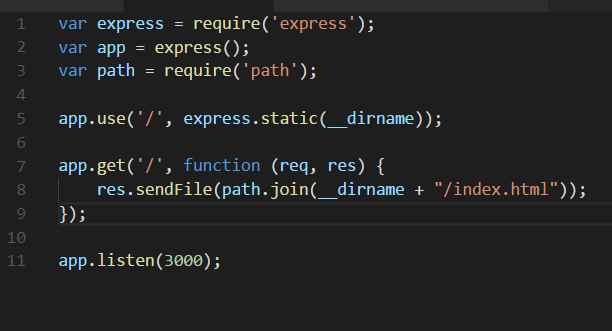 1 var express = require('express');
2 var app = express();
3 var path = require('path');
4
5 app.use('/', express.static(__dirname));
6
7 app.get('/', function (req, res) {
8     res.sendFile(path.join(__dirname + "/index.html"));
9 });
10
11 app.listen(3000);